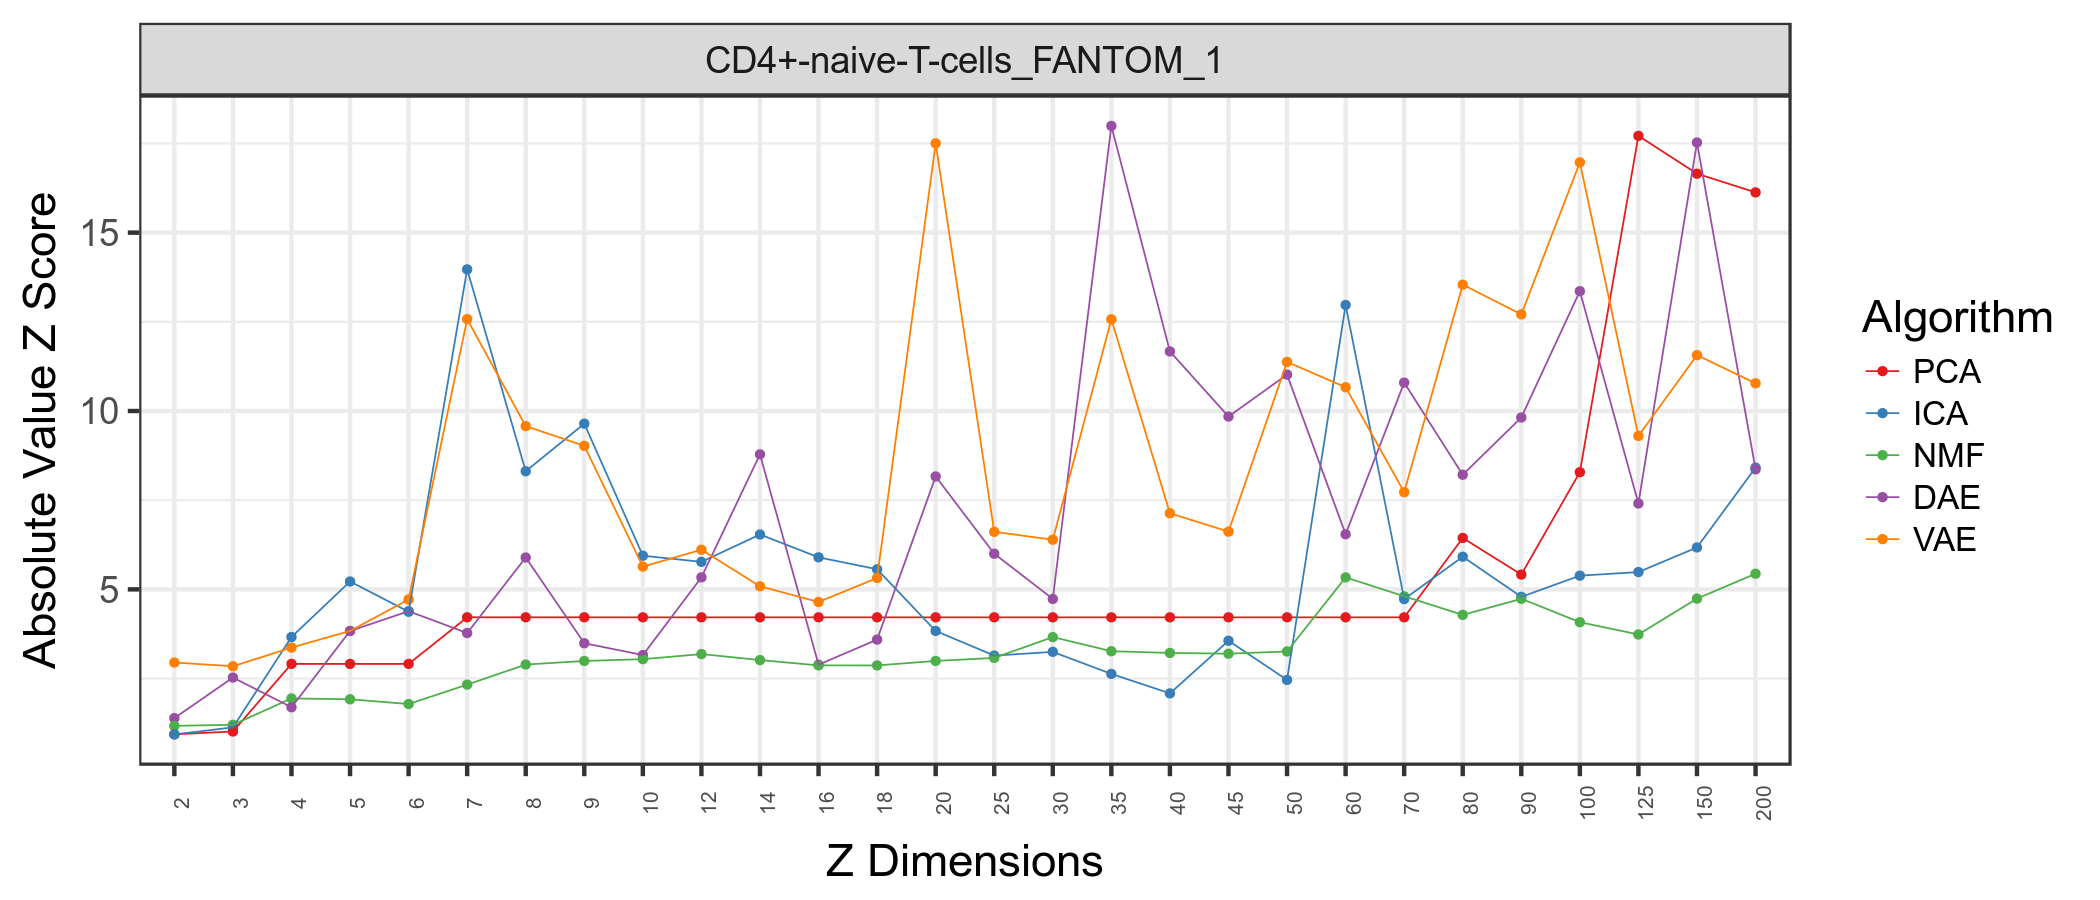 CD4+-naive-T-cells_FANTOM_1
Absolute Value Z Score
15
10
5
2 3 4 5 6 7 8 9 10 12 14 16 18 20 25 30 35 40 45 50 60 70 80 90 100 125 150 200
Z Dimensions
Algorithm
PCA
ICA
NMF
DAE
VAE